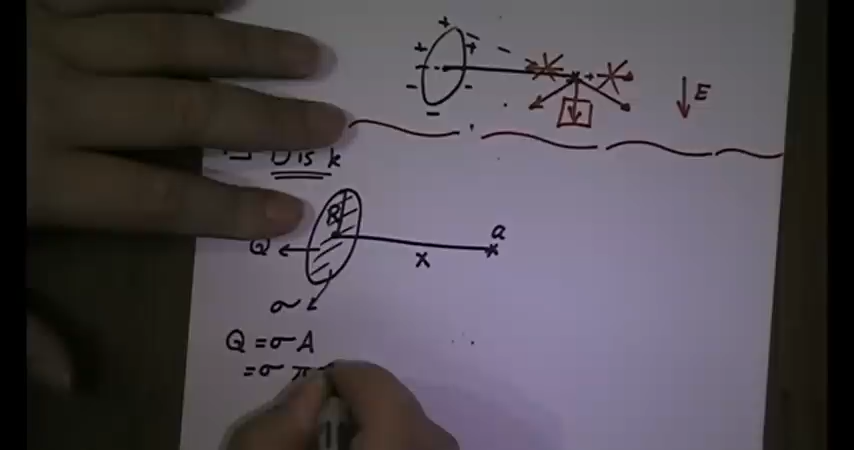 +
+ +
- - +
- -
-
E
Disk
R
Q
a
x
σ
Q = σ A
= σ π